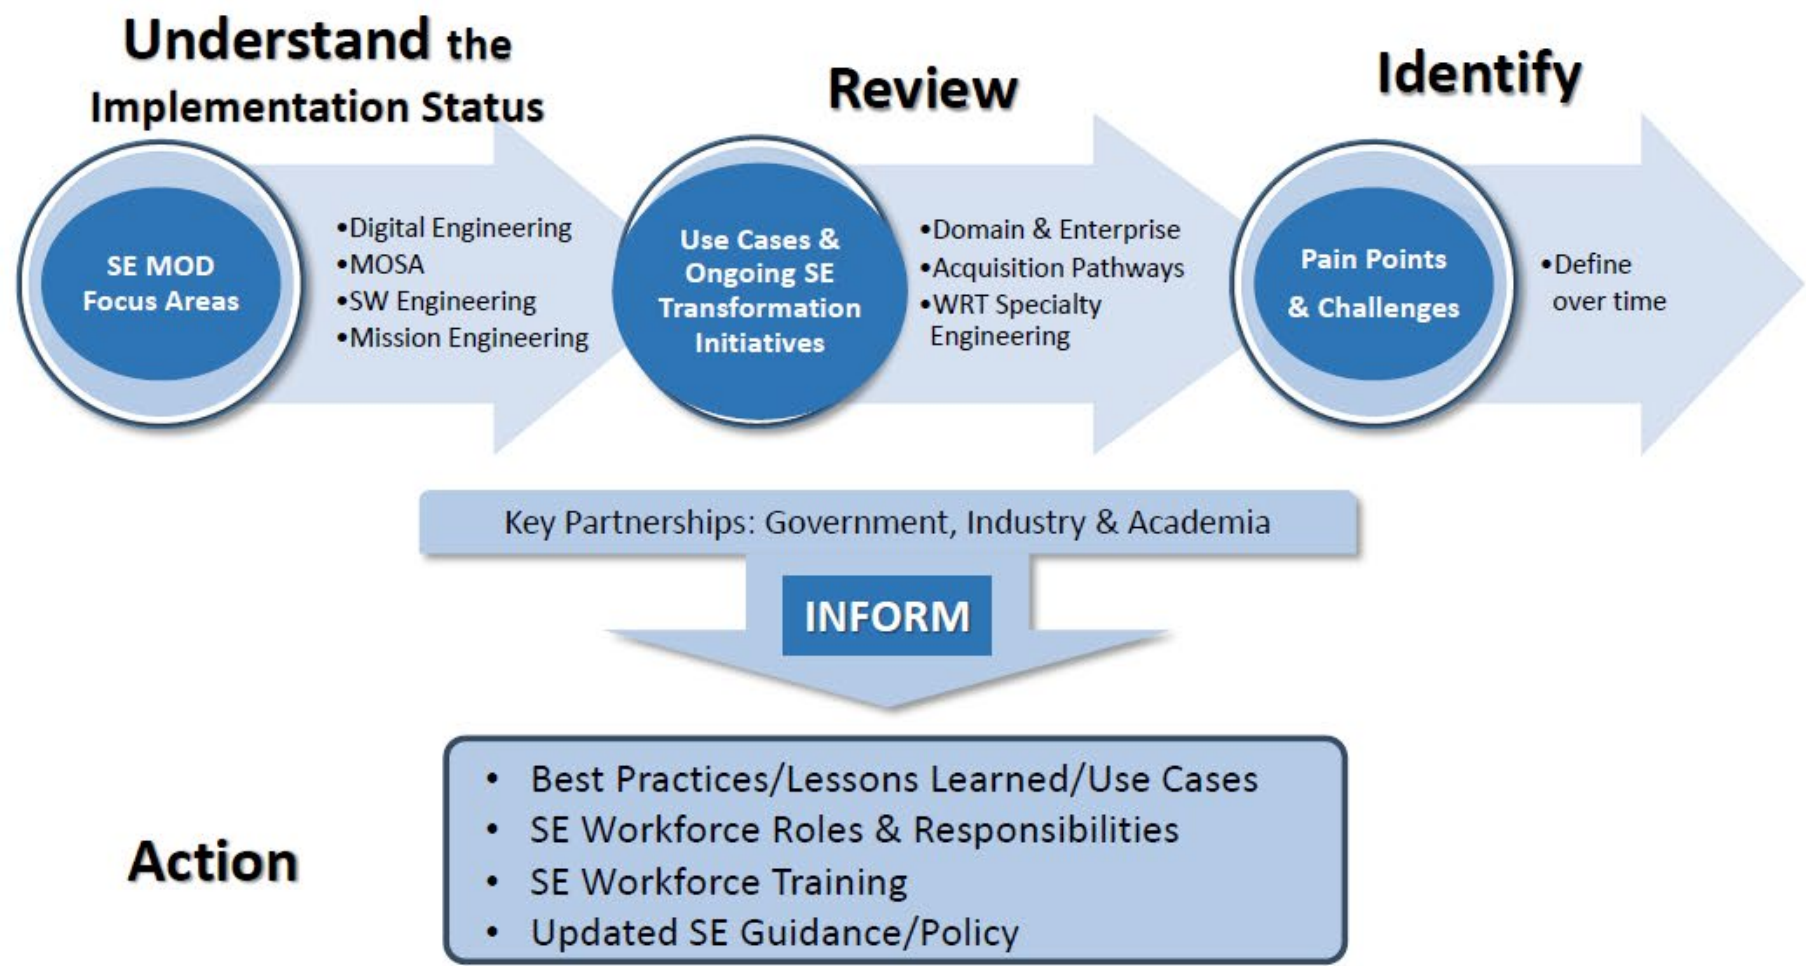 Understand the
Implementation Status
Review
Identify
SE MOD
Focus Areas
•Digital Engineering
•MOSA
•SW Engineering
•Mission Engineering
Use Cases &
Ongoing SE
Transformation
Initiatives
•Domain & Enterprise
•Acquisition Pathways
•WRT Specialty
Engineering
Pain Points
& Challenges
•Define
over time
Key Partnerships: Government, Industry & Academia
INFORM
Action
• Best Practices/Lessons Learned/Use Cases
• SE Workforce Roles & Responsibilities
• SE Workforce Training
• Updated SE Guidance/Policy